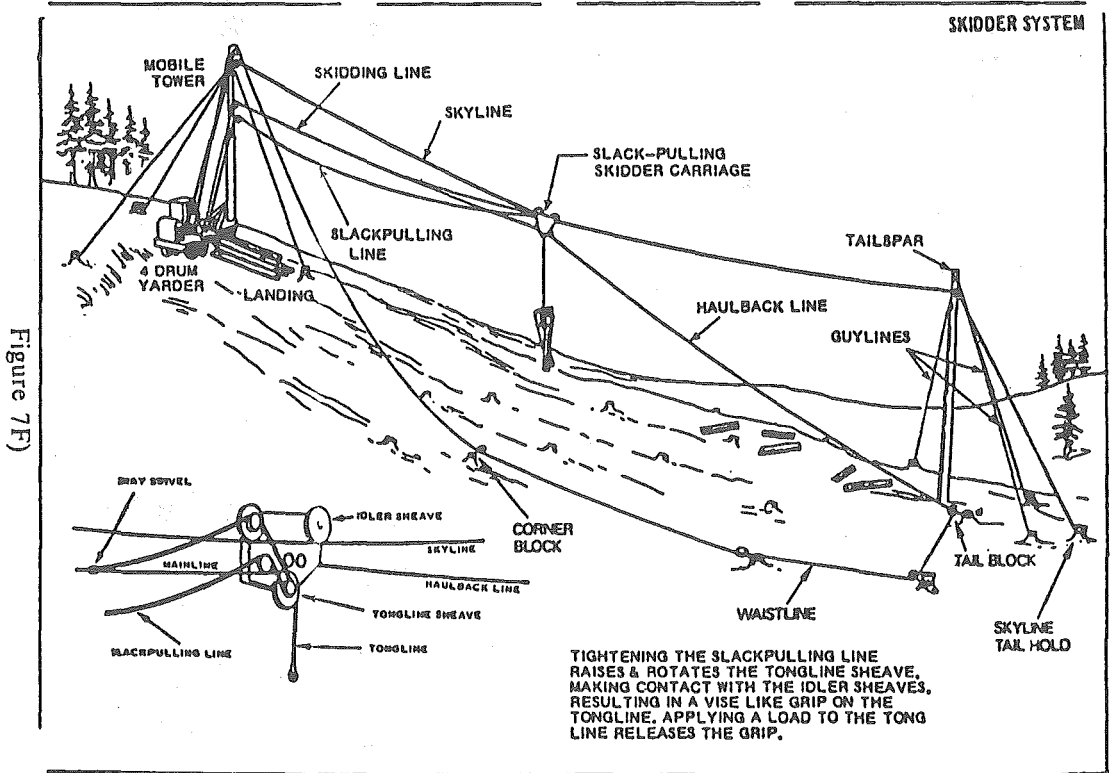 SKIDDER SYSTEM
MOBILE
TOWER
SKIDDING LINE
SKYLINE
SLACK-PULLING
SKIDDER CARRIAGE
SLACKPULLING
LINE
TAILSPAR
4 DRUM
YARDER
LANDING
HAULBACK LINE
GUYLINES
Figure 7F)
CORNER
BLOCK
TAIL BLOCK
WAISTLINE
SKYLINE
TAIL HOLD
SWIVEL
IDLER SHEAVE
SKYLINE
MAINLINE
HAULBACK LINE
TONGLINE SHEAVE
SLACKPULLING LINE
TONGLINE
TIGHTENING THE SLACKPULLING LINE
RAISES & ROTATES THE TONGLINE SHEAVE,
MAKING CONTACT WITH THE IDLER SHEAVES,
RESULTING IN A VISE LIKE GRIP ON THE
TONGLINE. APPLYING A LOAD TO THE TONG
LINE RELEASES THE GRIP.